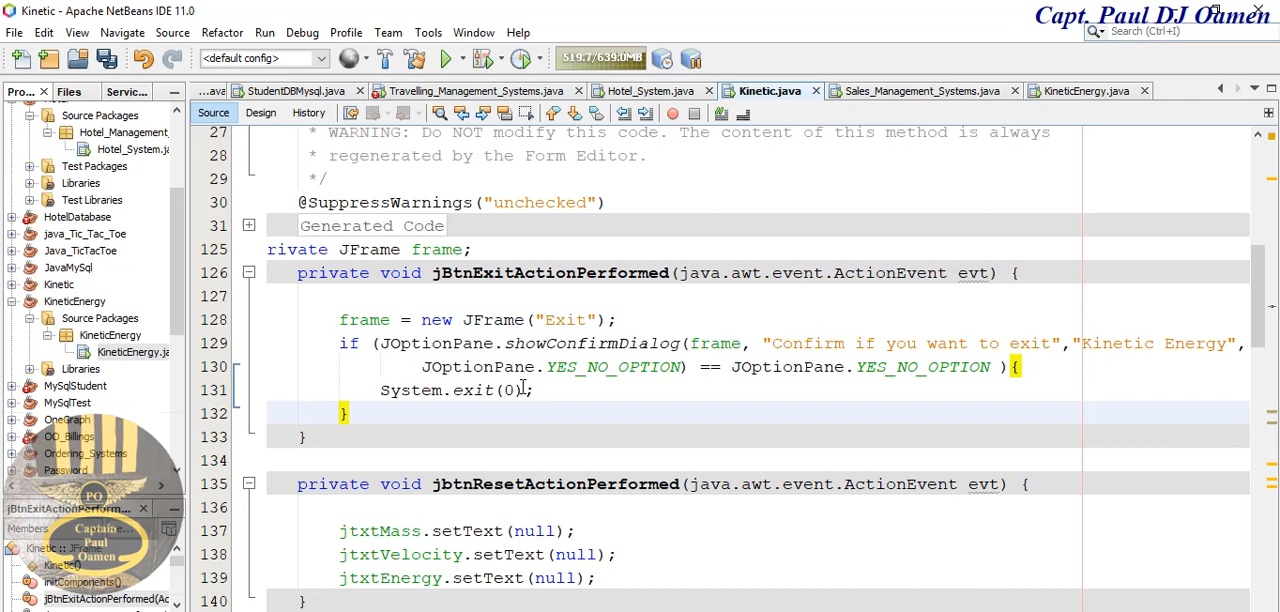 Kinetic - Apache NetBeans IDE 11.0
Capt. Paul DJ Oamen
File Edit View Navigate Source Refactor Run Debug Profile Team Tools Window Help
Search (Ctrl+I)
<default config>
519.7/639.0MB
Pro... Files Servic...
...ava StudentDBMysql.java Travelling_Management_Systems.java Hotel_System.java Kinetic.java Sales_Management_Systems.java KineticEnergy.java
Source Design History
Source Packages
Hotel_Management_
Hotel_System.ja
Test Packages
Libraries
Test Libraries
HotelDatabase
java_Tic_Tac_Toe
Java_TicTacToe
JavaMySql
Kinetic
KineticEnergy
Source Packages
KineticEnergy
KineticEnergy.ja
Libraries
MySqlStudent
MySqlTest
OneGraph
OO_Billings
Ordering_Systems
Password
PO
Captain
Paul
Oamen
jBtnExitActionPerform...
Members
Kinetic :: JFrame
Kinetic()
initComponents()
jBtnExitActionPerformed(Ac
27 * WARNING: Do NOT modify this code. The content of this method is always
28 * regenerated by the Form Editor.
29 */
30 @SuppressWarnings("unchecked")
31 Generated Code
125 rivate JFrame frame;
126 private void jBtnExitActionPerformed(java.awt.event.ActionEvent evt) {
127
128 frame = new JFrame("Exit");
129 if (JOptionPane.showConfirmDialog(frame, "Confirm if you want to exit","Kinetic Energy",
130 JOptionPane.YES_NO_OPTION) == JOptionPane.YES_NO_OPTION ){
131 System.exit(0);
132 }
133 }
134
135 private void jbtnResetActionPerformed(java.awt.event.ActionEvent evt) {
136
137 jtxtMass.setText(null);
138 jtxtVelocity.setText(null);
139 jtxtEnergy.setText(null);
140 }